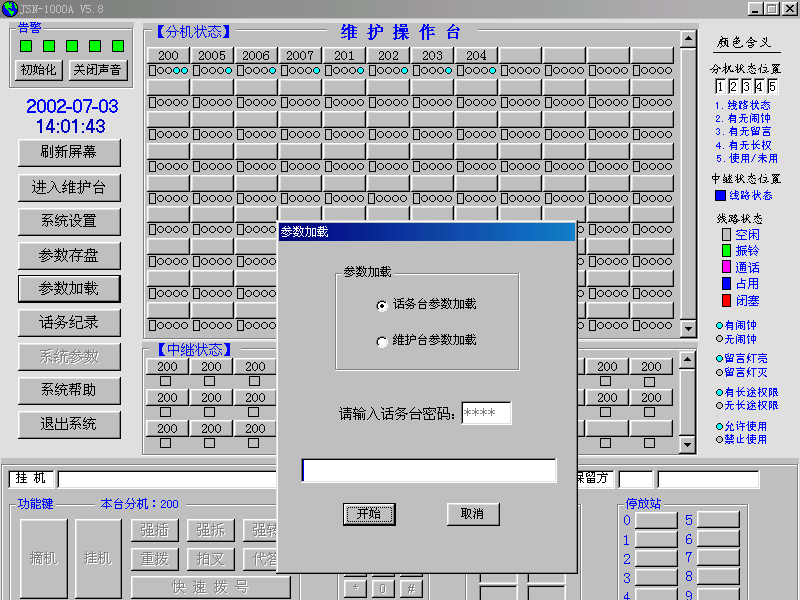 JSN-1000A V5.8
告警
初始化 关闭声音
2002-07-03
14:01:43
刷新屏幕
进入维护台
系统设置
参数存盘
参数加载
话务纪录
系统参数
系统帮助
退出系统
【分机状态】 维护操作台
200 2005 2006 2007 201 202 203 204
颜色含义
分机状态位置
1 2 3 4 5
1. 线路状态
2. 有无闹钟
3. 有无留言
4. 有无长权
5. 使用/未用
中继状态位置
线路状态
线路状态
空闲
振铃
通话
占用
闭塞
有闹钟
无闹钟
留言灯亮
留言灯灭
有长途权限
无长途权限
允许使用
禁止使用
【中继状态】
200 200 200 200 200
200 200 200 200 200
200 200 200
参数加载
参数加载
话务台参数加载
维护台参数加载
请输入话务台密码: ****
开始 取消
挂 机
保留方
功能键 本台分机：200
摘机 挂机
强插 强拆 强转
重拨 拍叉 代答
快 速 拨 号
* 0 #
停放站
0 5
1 6
2 7
3 8
4 9